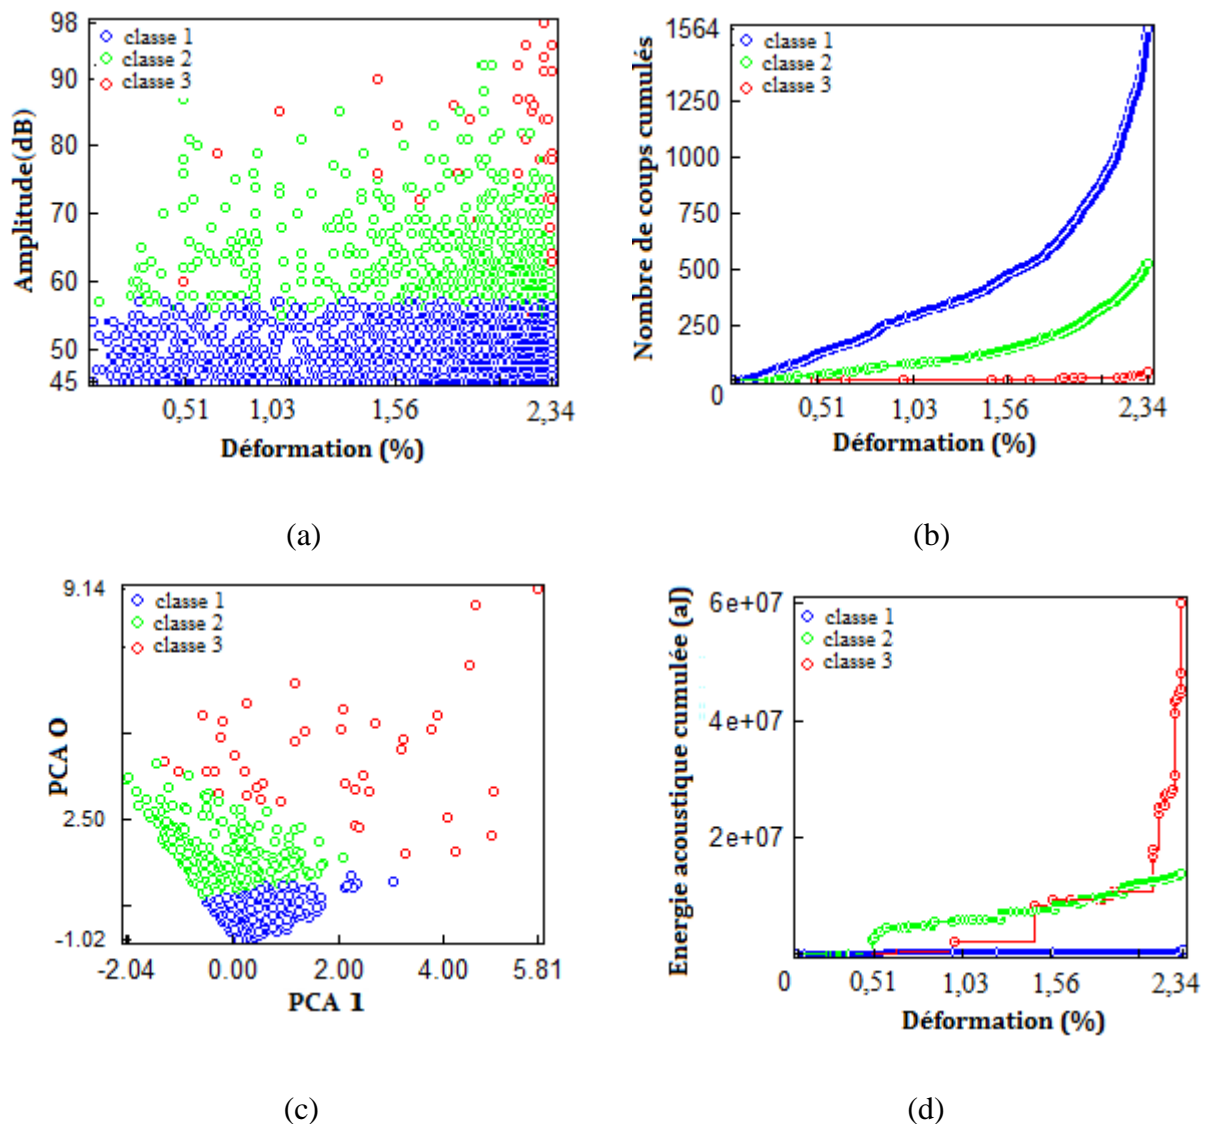 98
90
80
70
60
50
45
Amplitude(dB)
classe 1
classe 2
classe 3
0,51 1,03 1,56 2,34
Déformation (%)
(a)
1564
1250
1000
750
500
250
0
Nombre de coups cumulés
classe 1
classe 2
classe 3
0,51 1,03 1,56 2,34
Déformation (%)
(b)
9.14
2.50
-1.02
PCA O
classe 1
classe 2
classe 3
-2.04 0.00 2.00 4.00 5.81
PCA 1
(c)
6e+07
4e+07
2e+07
Energie acoustique cumulée (aJ)
classe 1
classe 2
classe 3
0 0,51 1,03 1,56 2,34
Déformation (%)
(d)